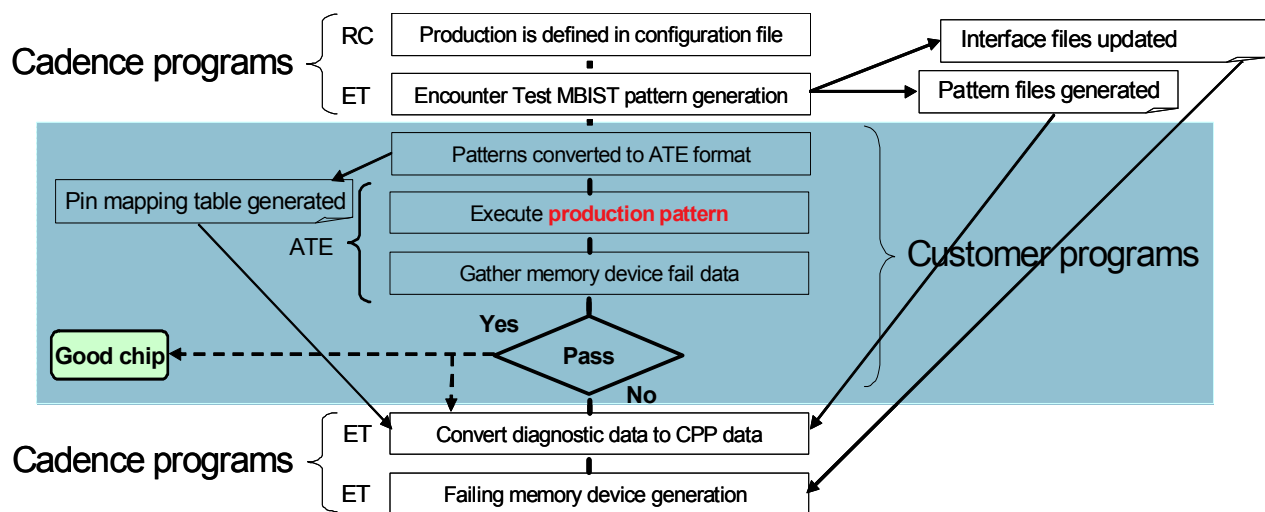 RC
Production is defined in configuration file
Interface files updated
Cadence programs
ET
Encounter Test MBIST pattern generation
Pattern files generated
Patterns converted to ATE format
Pin mapping table generated
Execute production pattern
ATE
Customer programs
Gather memory device fail data
Yes
Good chip
Pass
No
ET
Convert diagnostic data to CPP data
Cadence programs
ET
Failing memory device generation